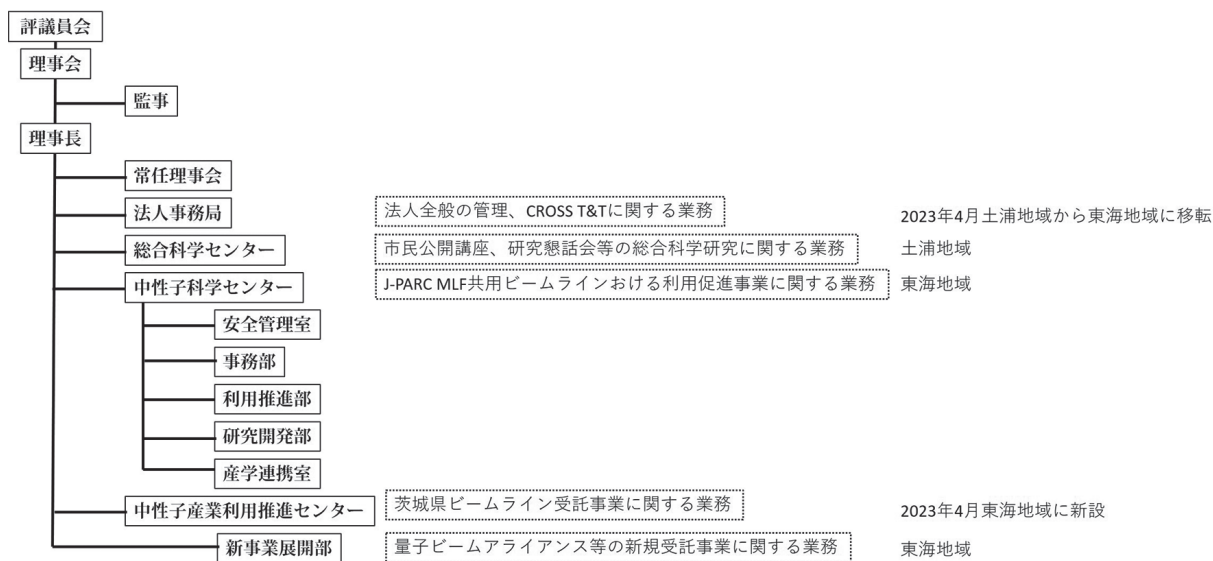 評議員会
理事会
監事
理事長
常任理事会
法人事務局 法人全般の管理、CROSS T&Tに関する業務 2023年4月土浦地域から東海地域に移転
総合科学センター 市民公開講座、研究懇話会等の総合科学研究に関する業務 土浦地域
中性子科学センター J-PARC MLF共用ビームラインおける利用促進事業に関する業務 東海地域
安全管理室
事務部
利用推進部
研究開発部
産学連携室
中性子産業利用推進センター 茨城県ビームライン受託事業に関する業務 2023年4月東海地域に新設
新事業展開部 量子ビームアライアンス等の新規受託事業に関する業務 東海地域